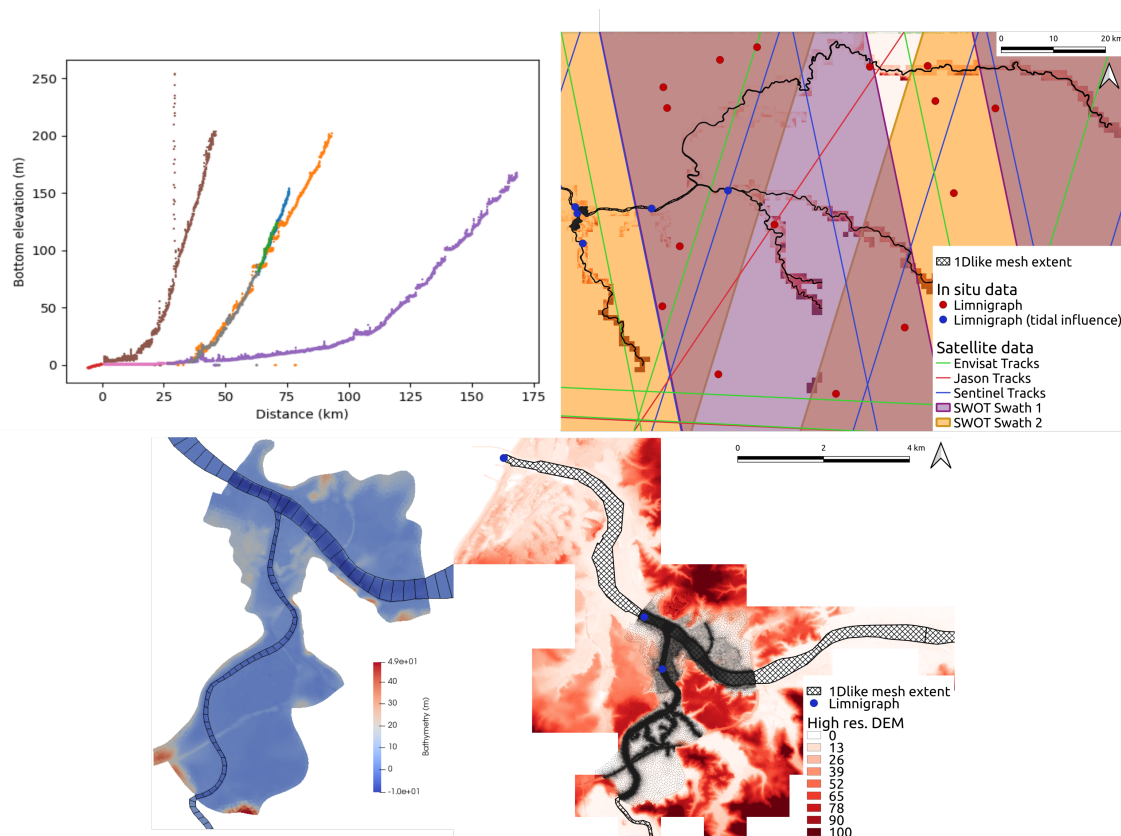 250
200
150
100
50
0
Bottom elevation (m)
0
25
50
75
100
125
150
175
Distance (km)
0
10
20 km
1Dlike mesh extent
In situ data
Limnigraph
Limnigraph (tidal influence)
Satellite data
Envisat Tracks
Jason Tracks
Sentinel Tracks
SWOT Swath 1
SWOT Swath 2
4.9e+01
40
30
20
10
0
-1.0e+01
Bathymetry (m)
0
2
4 km
1Dlike mesh extent
Limnigraph
High res. DEM
0
13
26
39
52
65
78
90
100